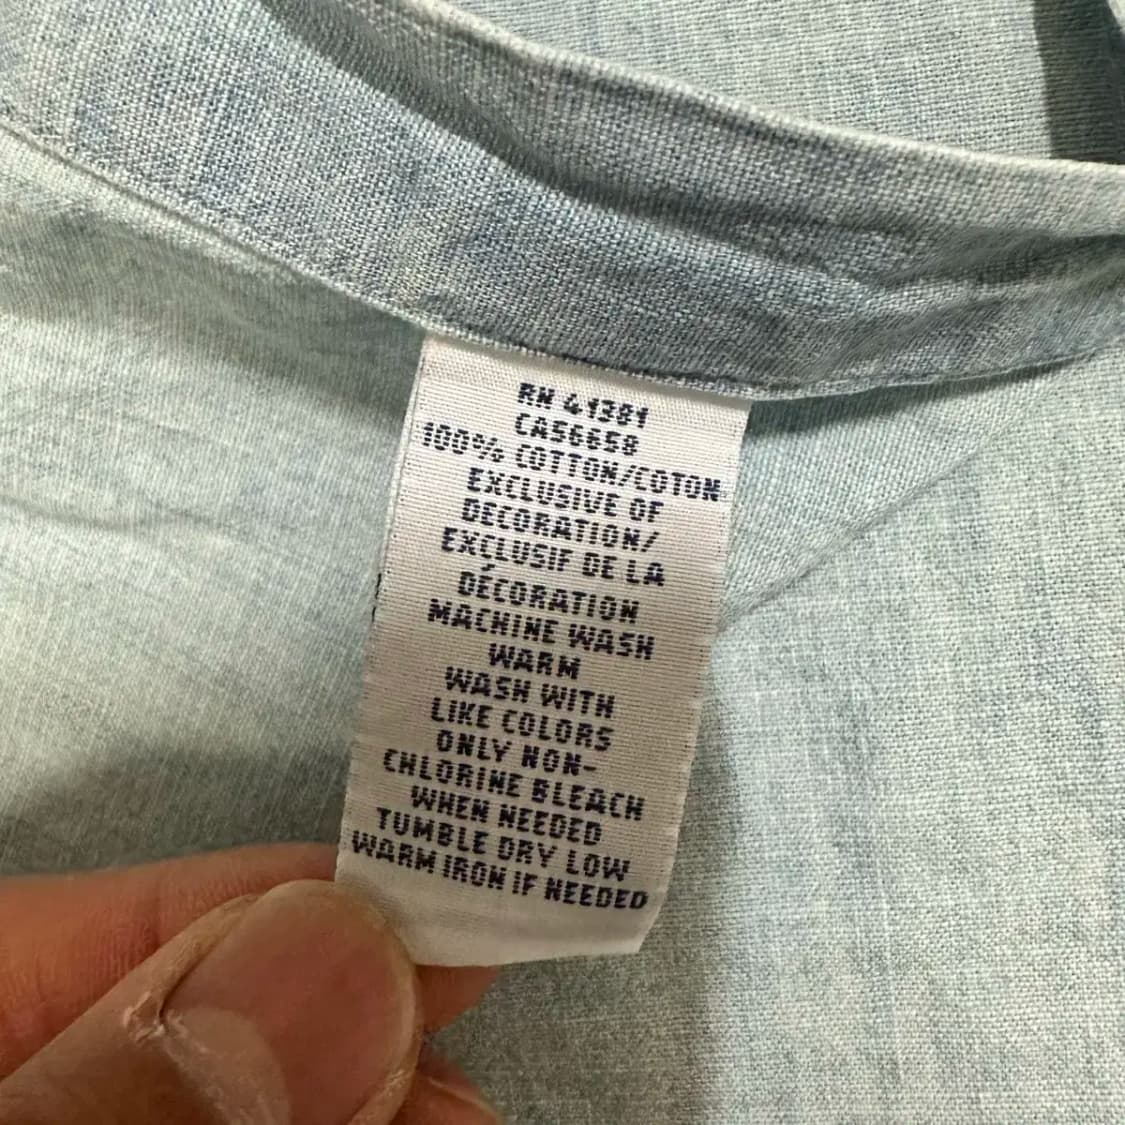 RN 41381
CA56658
100% COTTON/COTON
EXCLUSIVE OF
DECORATION/
EXCLUSIF DE LA
DÉCORATION
MACHINE WASH
WARM
WASH WITH
LIKE COLORS
ONLY NON-
CHLORINE BLEACH
WHEN NEEDED
TUMBLE DRY LOW
WARM IRON IF NEEDED